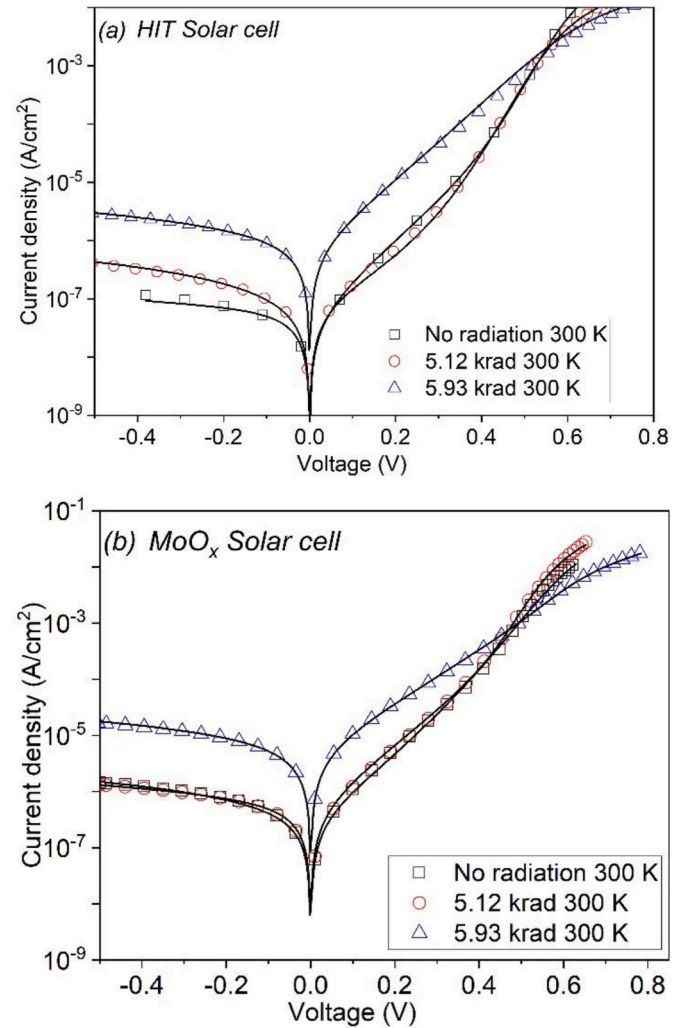 (a) HIT Solar cell
10⁻³
10⁻⁵
10⁻⁷
10⁻⁹
Current density (A/cm²)
No radiation 300 K
5.12 krad 300 K
5.93 krad 300 K
-0.4 -0.2 0.0 0.2 0.4 0.6 0.8
Voltage (V)
(b) MoOₓ Solar cell
10⁻¹
10⁻³
10⁻⁵
10⁻⁷
10⁻⁹
Current density (A/cm²)
No radiation 300 K
5.12 krad 300 K
5.93 krad 300 K
-0.4 -0.2 0.0 0.2 0.4 0.6 0.8
Voltage (V)